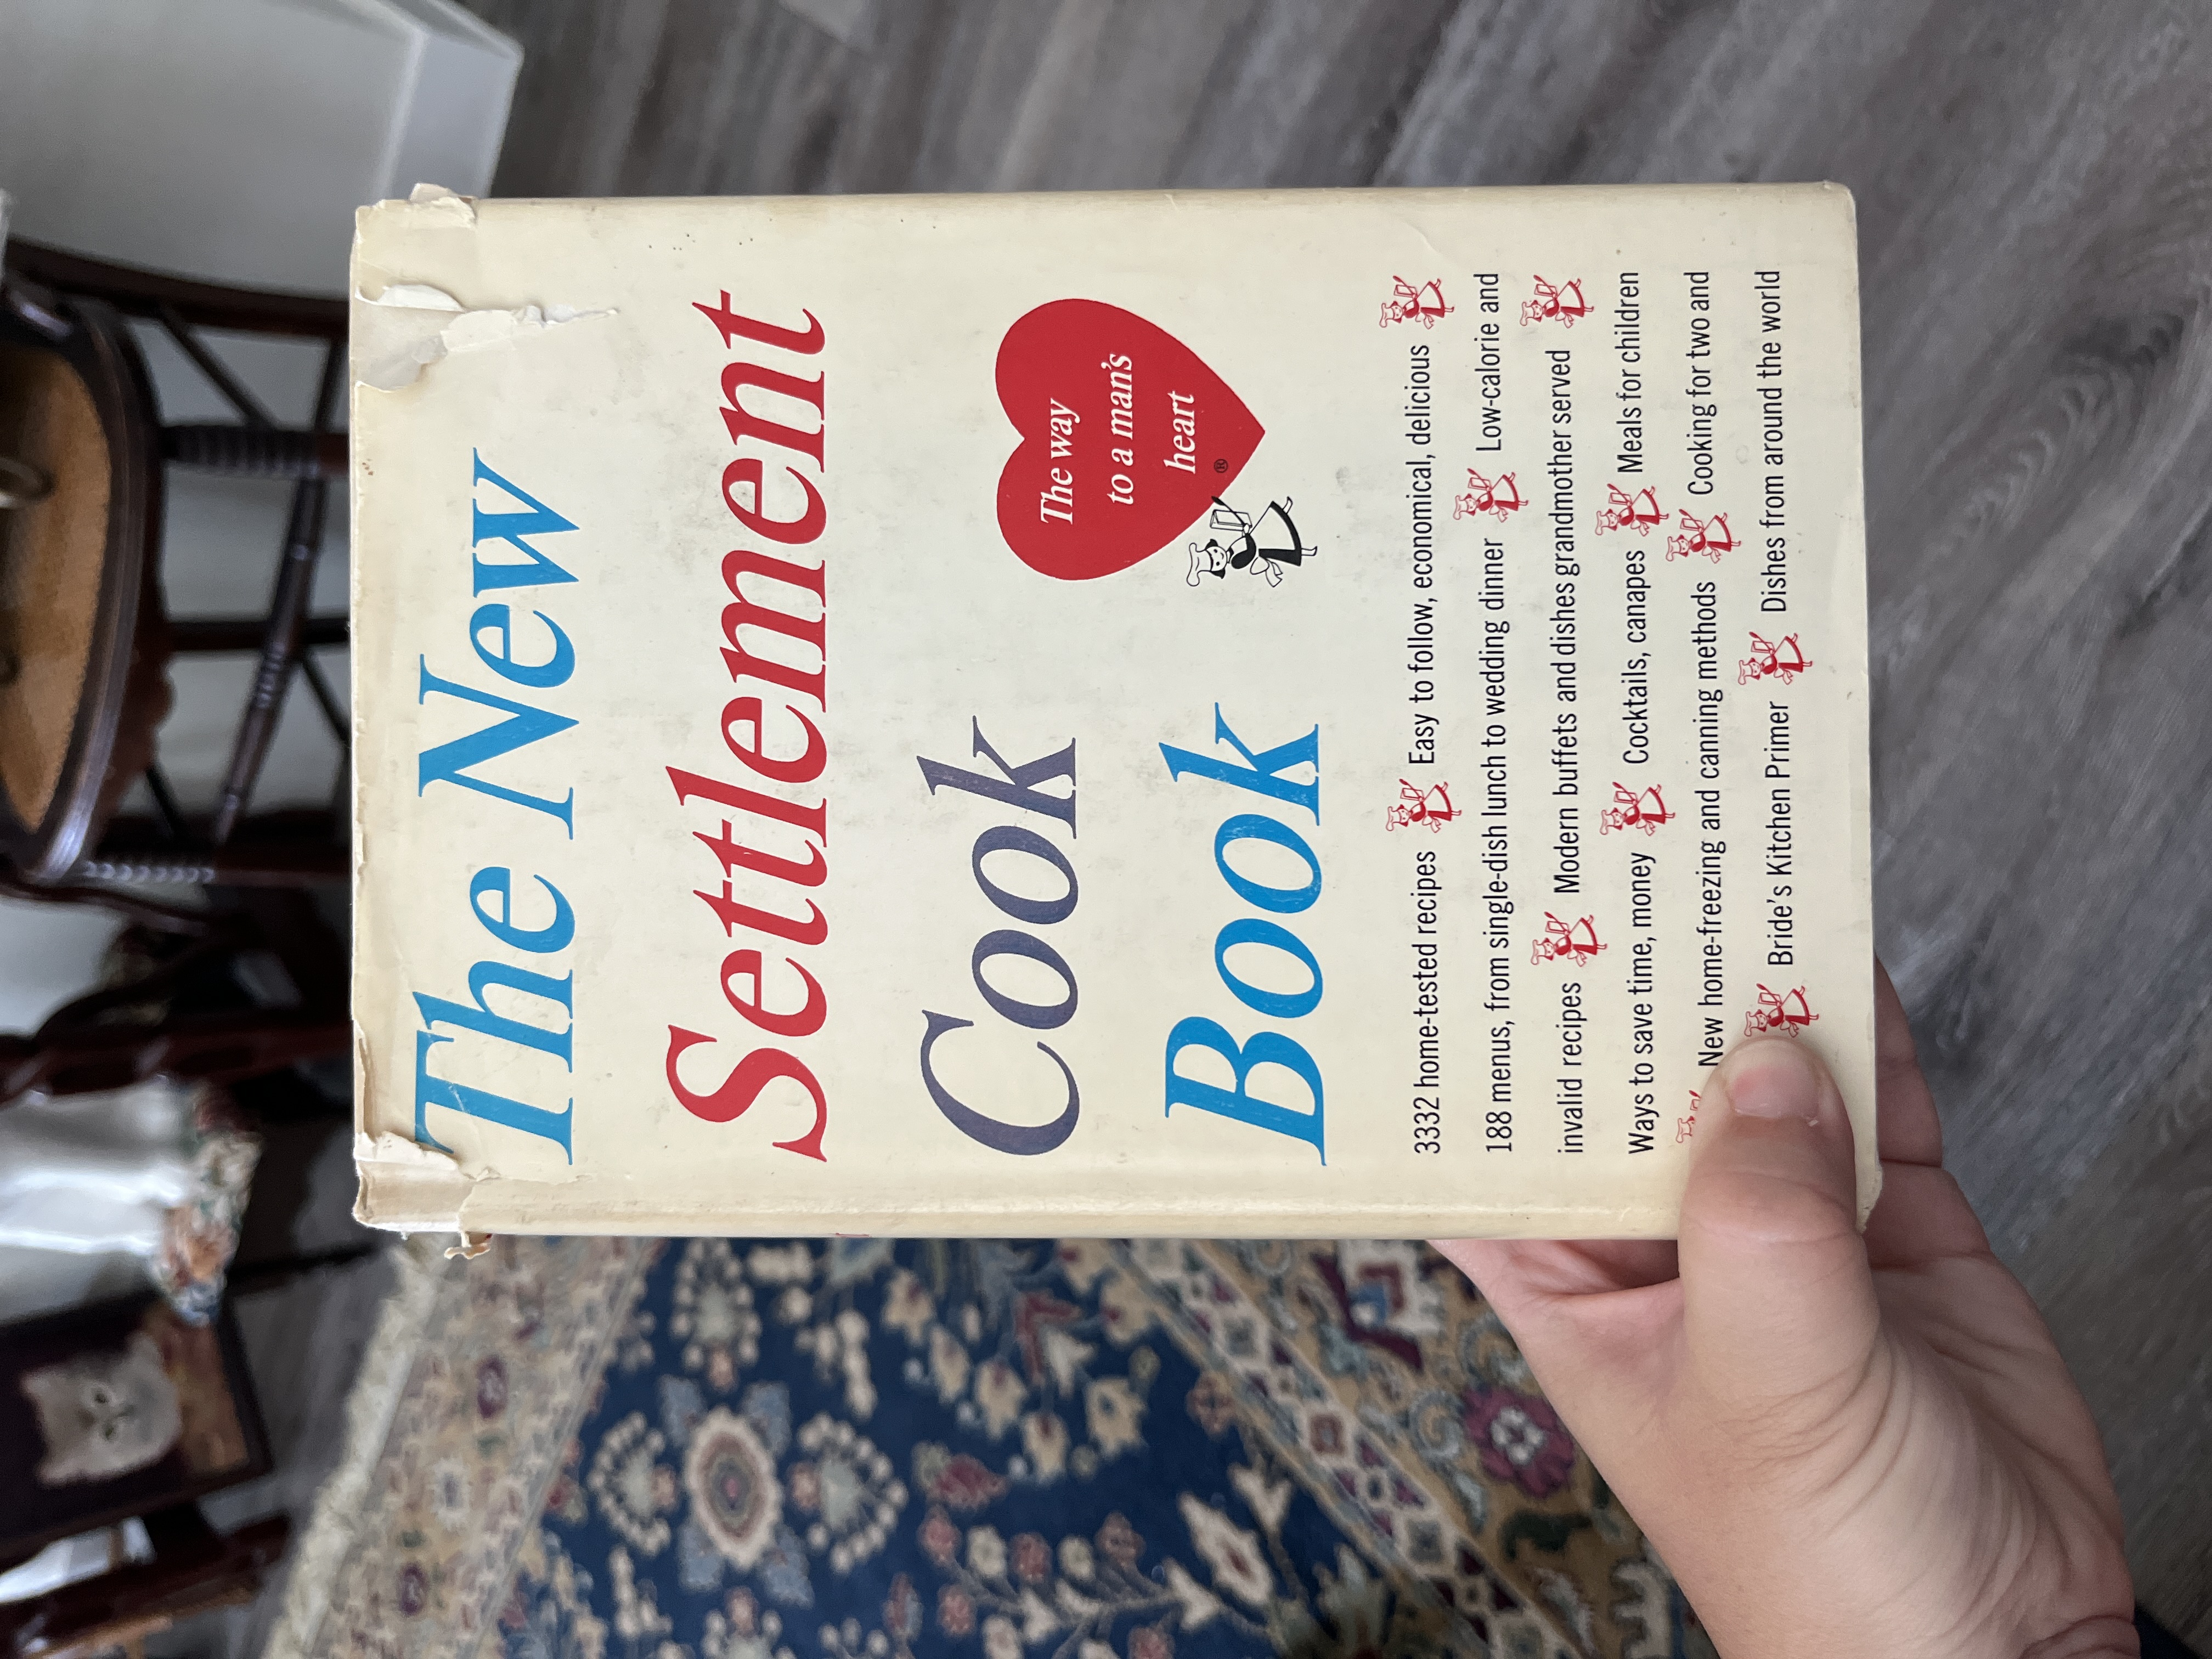 The New
Settlement
Cook
Book
The way
to a man's
heart
®
3332 home-tested recipes Easy to follow, economical, delicious
188 menus, from single-dish lunch to wedding dinner Low-calorie and
invalid recipes Modern buffets and dishes grandmother served
Ways to save time, money Cocktails, canapes Meals for children
New home-freezing and canning methods Cooking for two and
Bride's Kitchen Primer Dishes from around the world